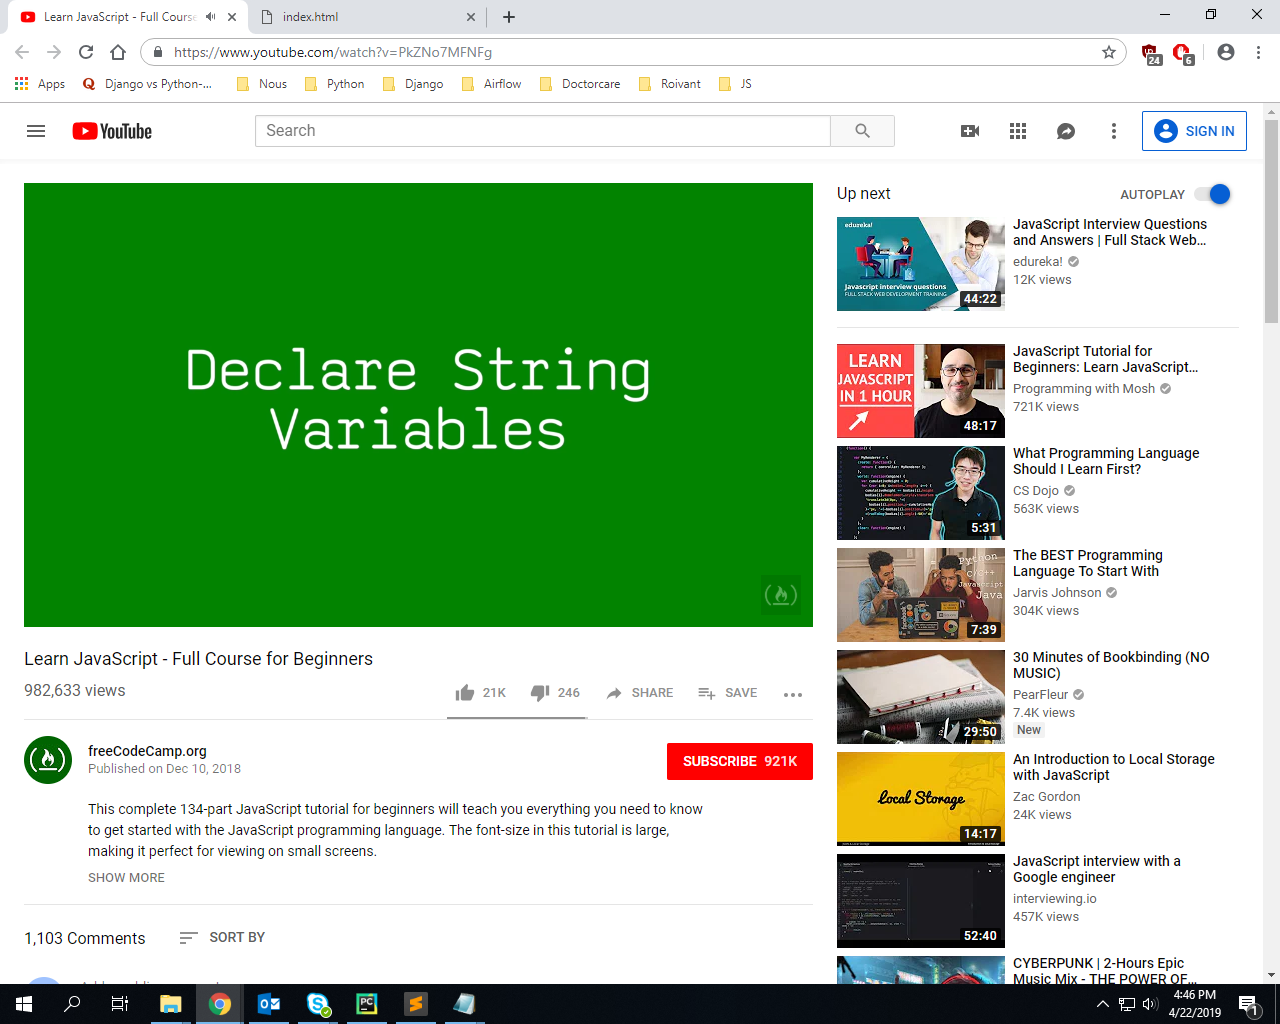 Learn JavaScript - Full Course
index.html
https://www.youtube.com/watch?v=PkZNo7MFNFg
24
6
Apps
Django vs Python-...
Nous
Python
Django
Airflow
Doctorcare
Roivant
JS
YouTube
Search
SIGN IN
Declare String
Variables
Learn JavaScript - Full Course for Beginners
982,633 views
21K
246
SHARE
SAVE
freeCodeCamp.org
Published on Dec 10, 2018
SUBSCRIBE 921K
This complete 134-part JavaScript tutorial for beginners will teach you everything you need to know
to get started with the JavaScript programming language. The font-size in this tutorial is large,
making it perfect for viewing on small screens.
SHOW MORE
1,103 Comments
SORT BY
Up next
AUTOPLAY
edureka!
Javascript interview questions
FULL STACK WEB DEVELOPMENT TRAINING
44:22
JavaScript Interview Questions
and Answers | Full Stack Web...
edureka!
12K views
LEARN
JAVASCRIPT
IN 1 HOUR
48:17
JavaScript Tutorial for
Beginners: Learn JavaScript...
Programming with Mosh
721K views
5:31
What Programming Language
Should I Learn First?
CS Dojo
563K views
Python
C/C++
Javascript
Java
7:39
The BEST Programming
Language To Start With
Jarvis Johnson
304K views
29:50
30 Minutes of Bookbinding (NO
MUSIC)
PearFleur
7.4K views
New
Local Storage
14:17
An Introduction to Local Storage
with JavaScript
Zac Gordon
24K views
52:40
JavaScript interview with a
Google engineer
interviewing.io
457K views
CYBERPUNK | 2-Hours Epic
Music Mix - THE POWER OF...
4:46 PM
4/22/2019
1